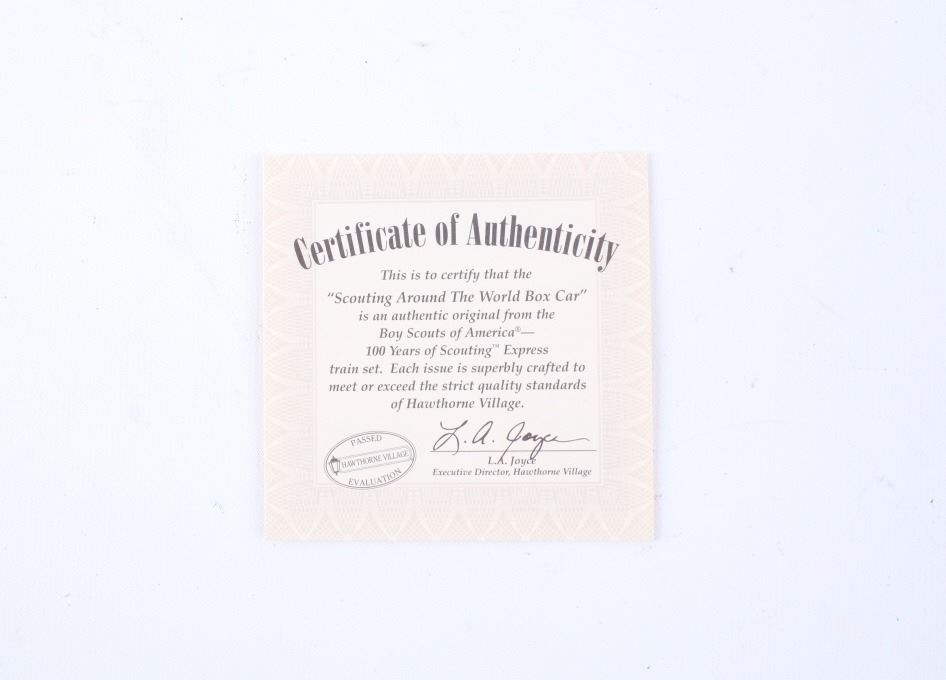 Certificate of Authenticity
This is to certify that the
“Scouting Around The World Box Car”
is an authentic original from the
Boy Scouts of America®—
100 Years of Scouting™ Express
train set. Each issue is superbly crafted to
meet or exceed the strict quality standards
of Hawthorne Village.
L. A. Joyce
L.A. Joyce
Executive Director, Hawthorne Village
PASSED
HAWTHORNE VILLAGE
EVALUATION